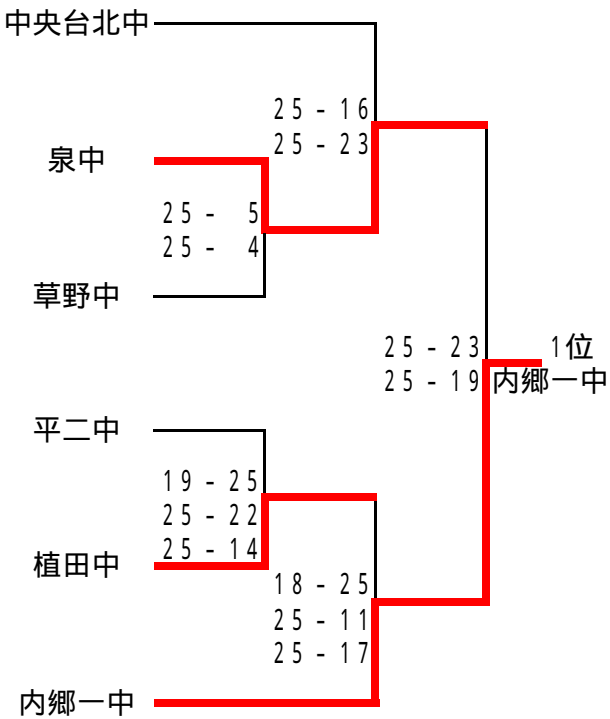 中央台北中
25 - 16
25 - 23
泉中
25 - 5
25 - 4
草野中
25 - 23
25 - 19
1位
内郷一中
平二中
19 - 25
25 - 22
25 - 14
植田中
18 - 25
25 - 11
25 - 17
内郷一中